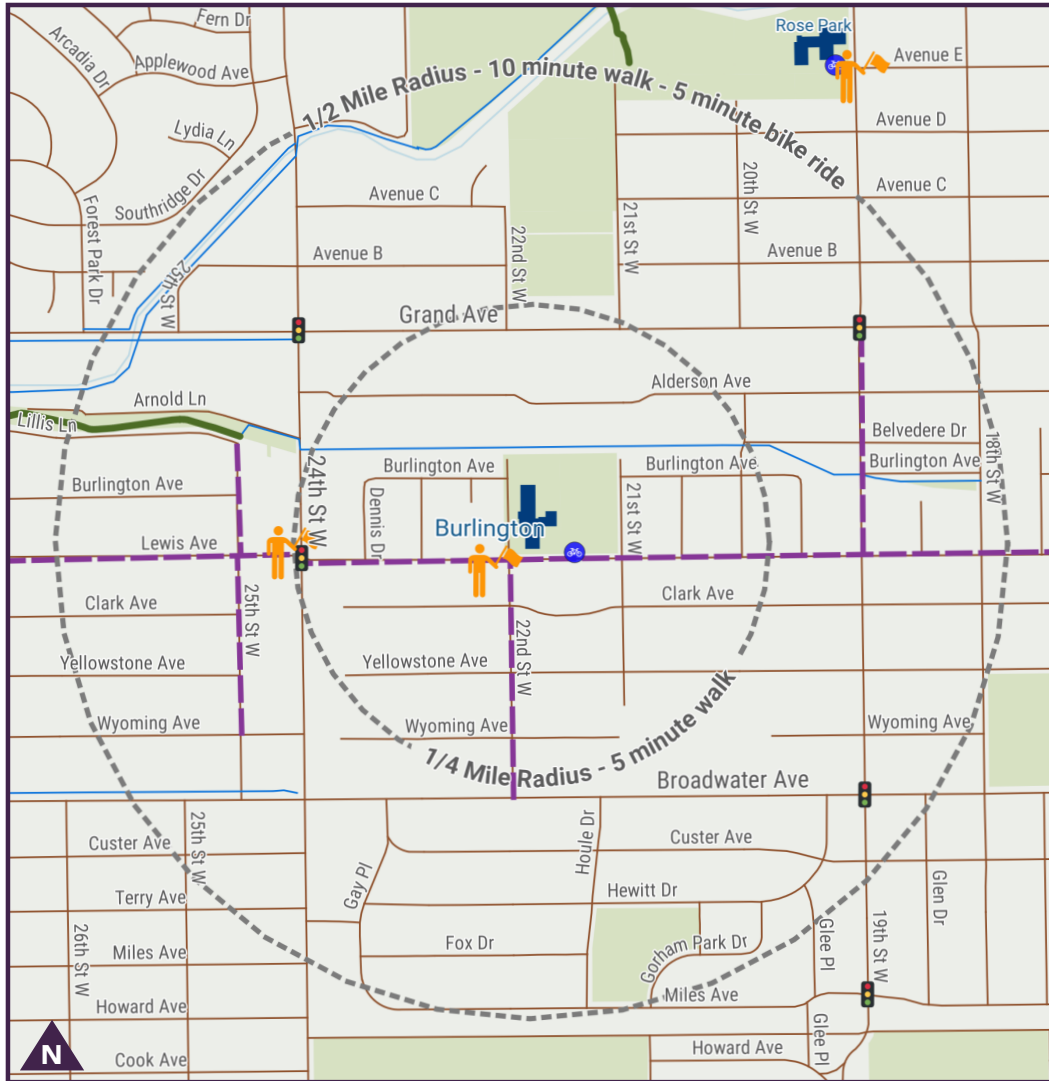 Fern Dr
Rose Park
Arcadia Dr
Avenue E
Applewood Ave
1/2 Mile Radius - 10 minute walk - 5 minute bike ride
Lydia Ln
Avenue D
Southridge Dr
Avenue C
20th St W
Avenue C
Forest Park Dr
22nd St W
21st St W
25th St W
Avenue B
Avenue B
Grand Ave
Alderson Ave
Arnold Ln
Lillis Ln
Belvedere Dr
18th St W
24th St W
Burlington Ave
Burlington Ave
Burlington Ave
Burlington Ave
Dennis Dr
21st St W
Burlington
Lewis Ave
Clark Ave
Clark Ave
25th St W
22nd St W
Yellowstone Ave
Yellowstone Ave
Wyoming Ave
Wyoming Ave
Wyoming Ave
1/4 Mile Radius - 5 minute walk
Broadwater Ave
25th St W
Houle Dr
Custer Ave
Custer Ave
Gay Pl
Hewitt Dr
Glen Dr
Terry Ave
26th St W
19th St W
Glee Pl
Miles Ave
Fox Dr
Gorham Park Dr
Miles Ave
Howard Ave
Glee Pl
Howard Ave
N
Cook Ave